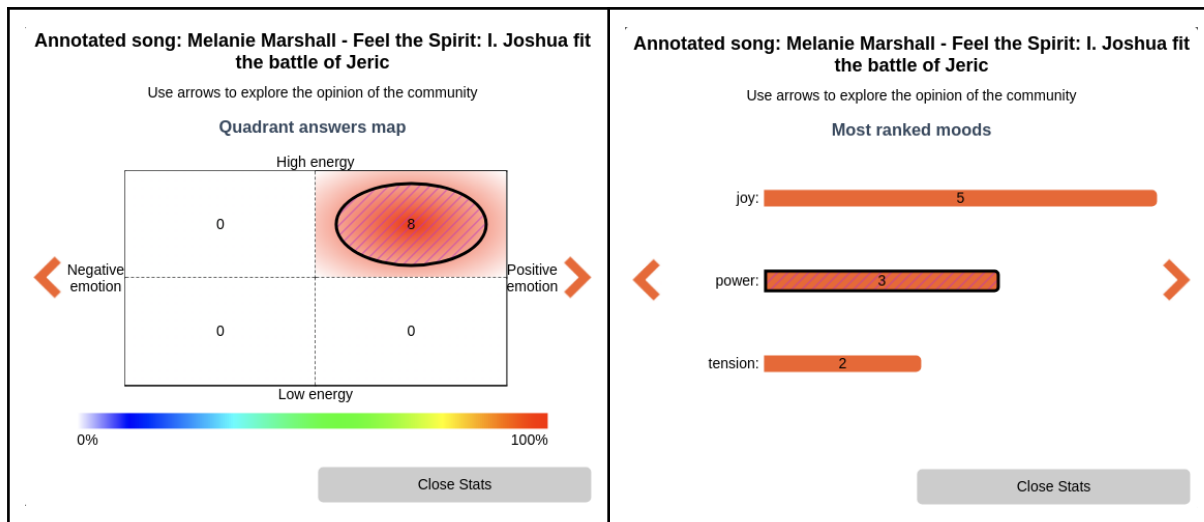 Annotated song: Melanie Marshall - Feel the Spirit: I. Joshua fit
the battle of Jeric
Use arrows to explore the opinion of the community
Quadrant answers map
High energy
0
8
Negative
emotion
Positive
emotion
0
0
Low energy
0%
100%
Close Stats
Annotated song: Melanie Marshall - Feel the Spirit: I. Joshua fit
the battle of Jeric
Use arrows to explore the opinion of the community
Most ranked moods
joy:
5
power:
3
tension:
2
Close Stats